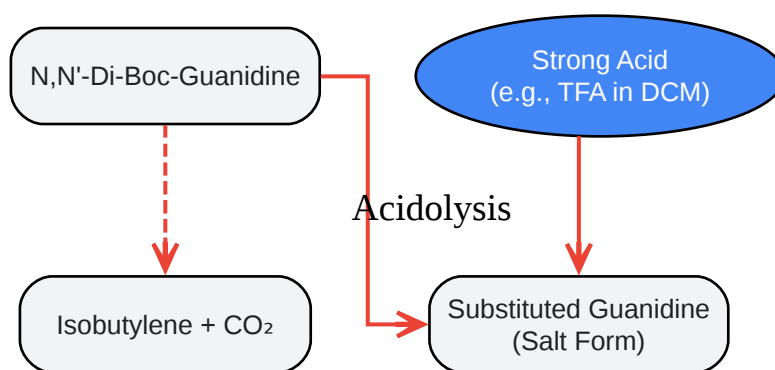 N,N'-Di-Boc-Guanidine
Strong Acid
(e.g., TFA in DCM)
Acidolysis
Isobutylene + CO₂
Substituted Guanidine
(Salt Form)